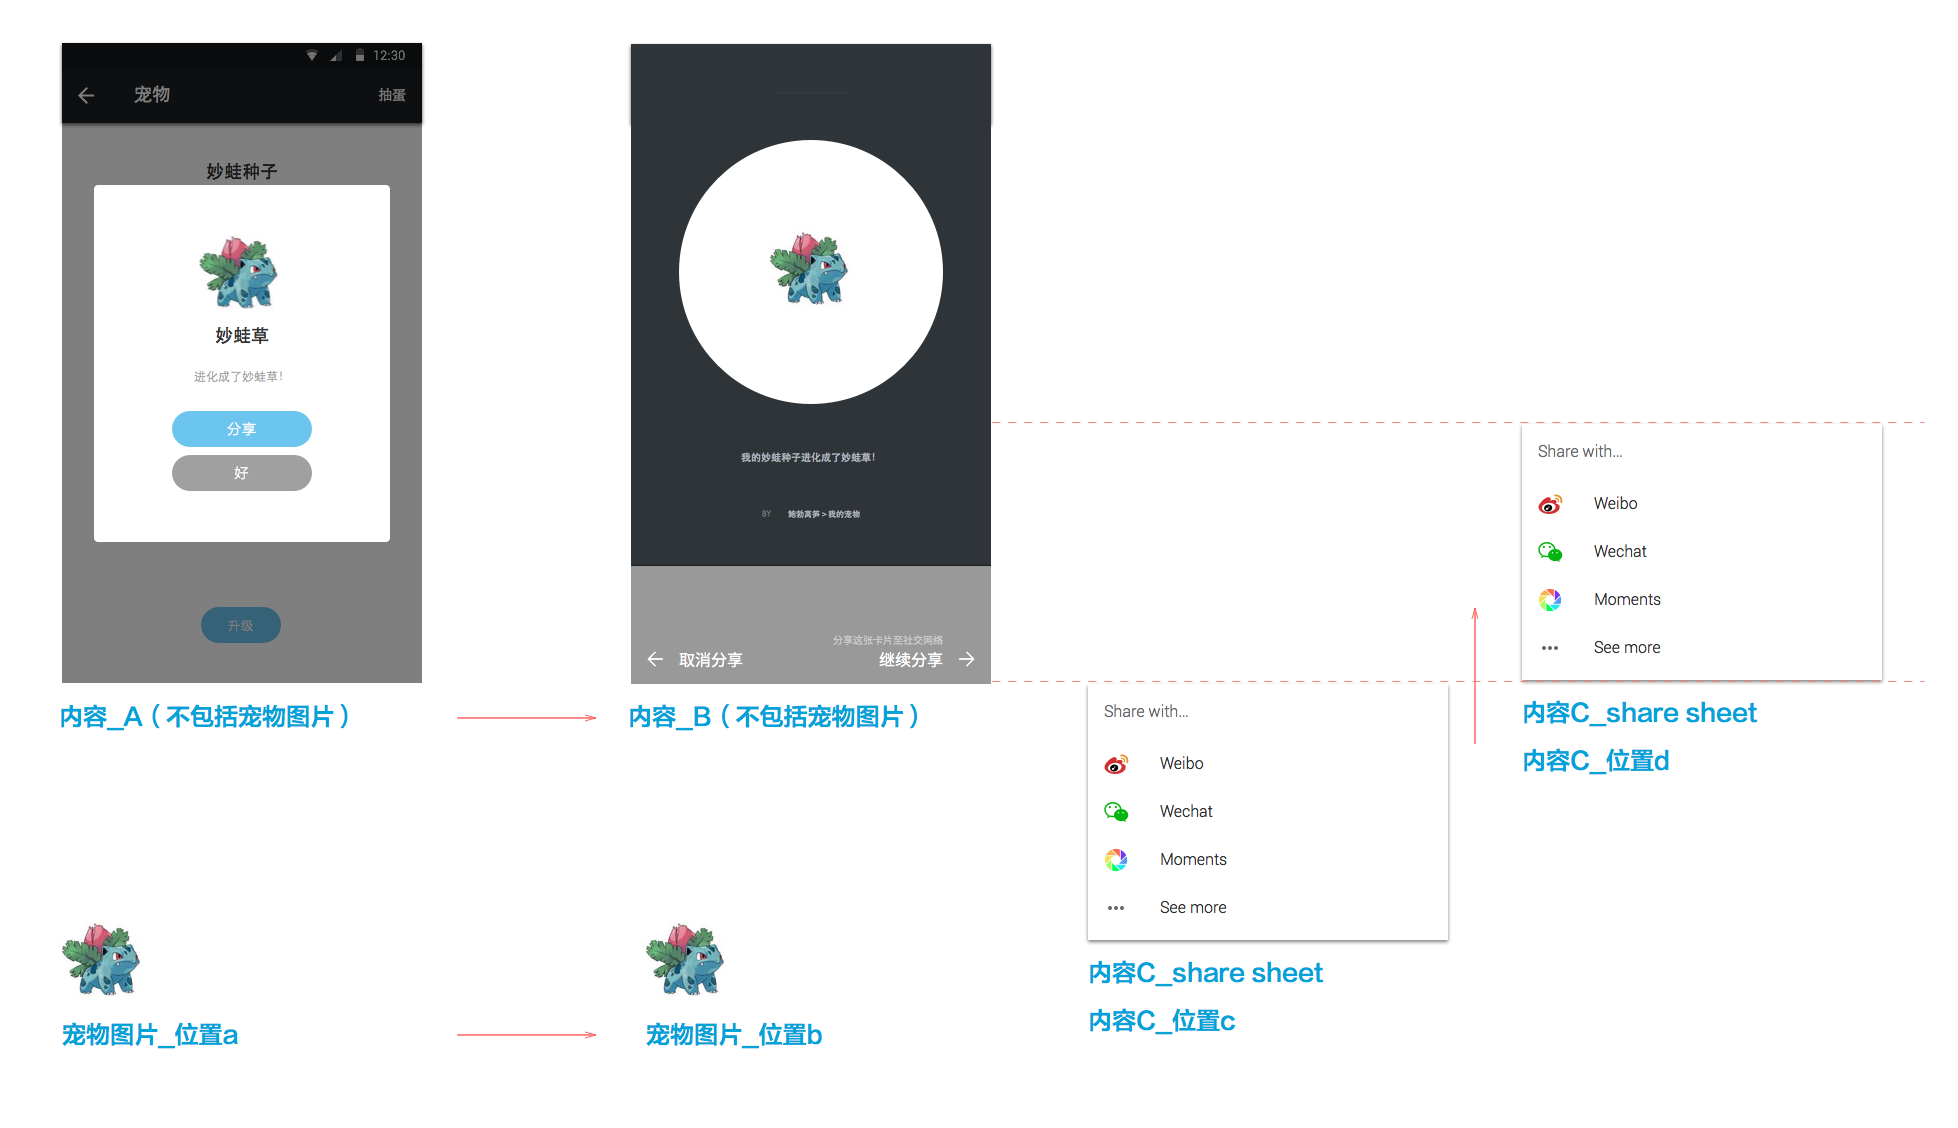 12:30
宠物
抽蛋
妙蛙种子
妙蛙草
进化成了妙蛙草！
分享
好
升级
内容_A（不包括宠物图片）
我的妙蛙种子进化成了妙蛙草！
BY 鲍勃莴笋 > 我的宠物
分享这张卡片至社交网络
取消分享
继续分享
内容_B（不包括宠物图片）
Share with...
Weibo
Wechat
Moments
See more
内容C_share sheet
内容C_位置c
Share with...
Weibo
Wechat
Moments
See more
内容C_share sheet
内容C_位置d
宠物图片_位置a
宠物图片_位置b